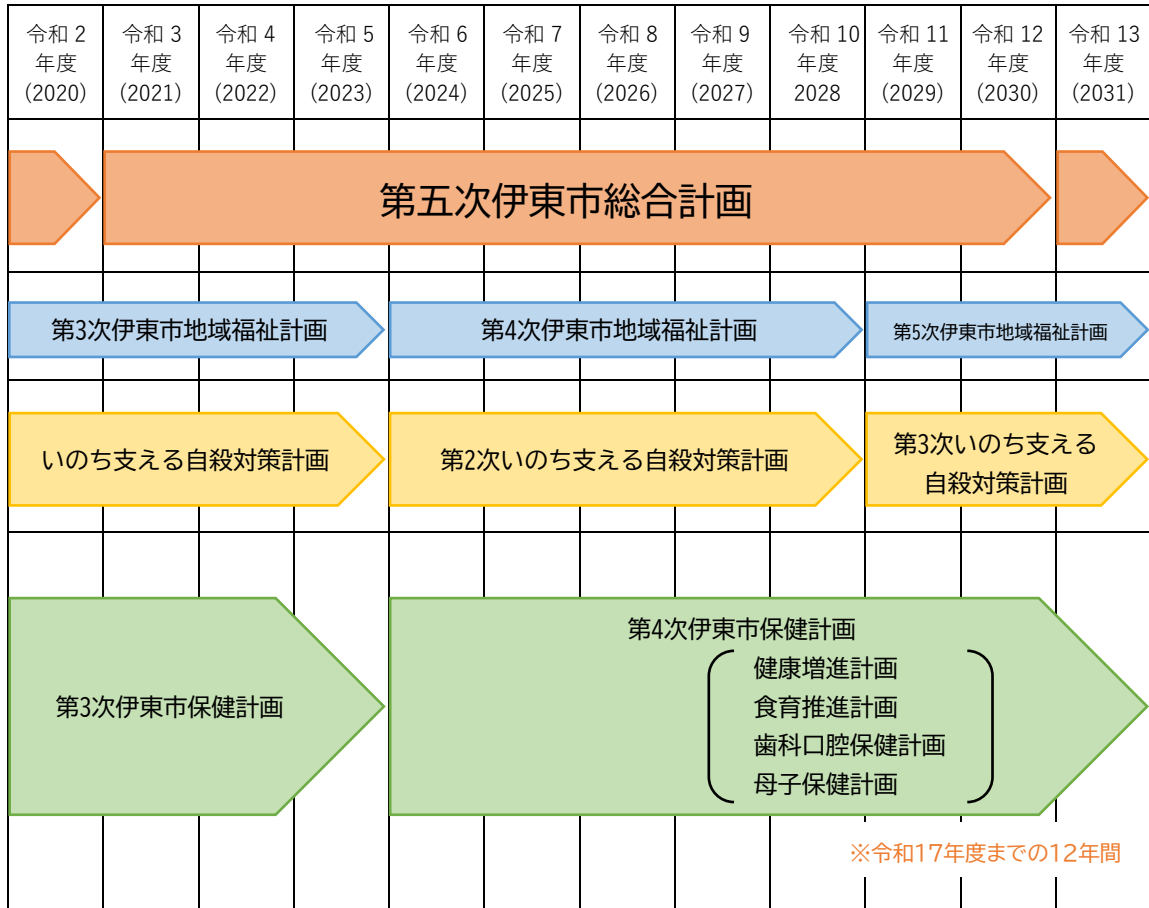 令和 2 令和 3 令和 4 令和 5 令和 6 令和 7 令和 8 令和 9 令和 10 令和 11 令和 12 令和 13
年度 年度 年度 年度 年度 年度 年度 年度 年度 年度 年度 年度
(2020) (2021) (2022) (2023) (2024) (2025) (2026) (2027) 2028 (2029) (2030) (2031)
第五次伊東市総合計画
第3次伊東市地域福祉計画 第4次伊東市地域福祉計画 第5次伊東市地域福祉計画
いのち支える自殺対策計画
第2次いのち支える自殺対策計画
第3次いのち支える
自殺対策計画
第3次伊東市保健計画
第4次伊東市保健計画
健康増進計画
食育推進計画
歯科口腔保健計画
母子保健計画
※令和17年度までの12年間